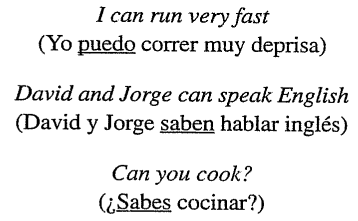 I can run very fast
(Yo puedo correr muy deprisa)
David and Jorge can speak English
(David y Jorge saben hablar inglés)
Can you cook?
(¿Sabes cocinar?)